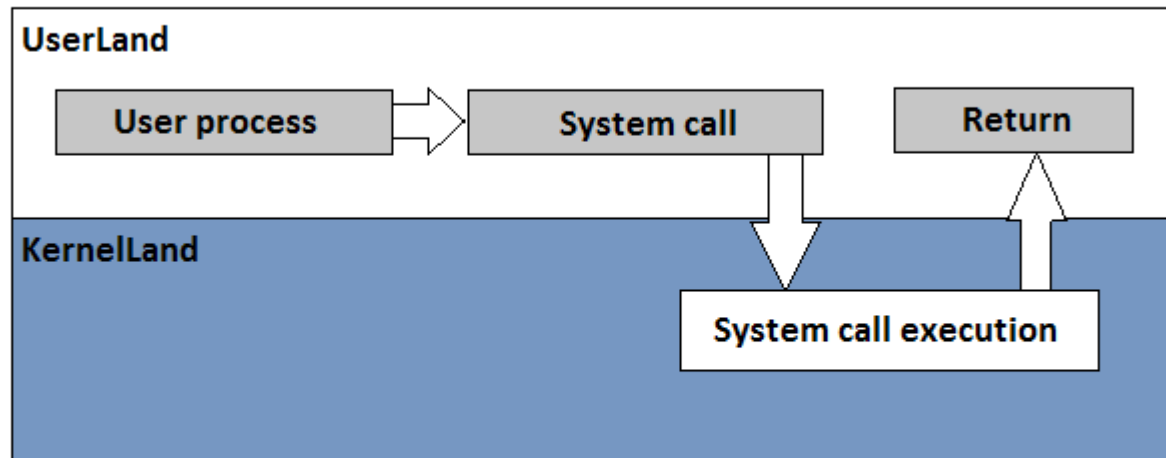 UserLand
User process
System call
Return
KernelLand
System call execution